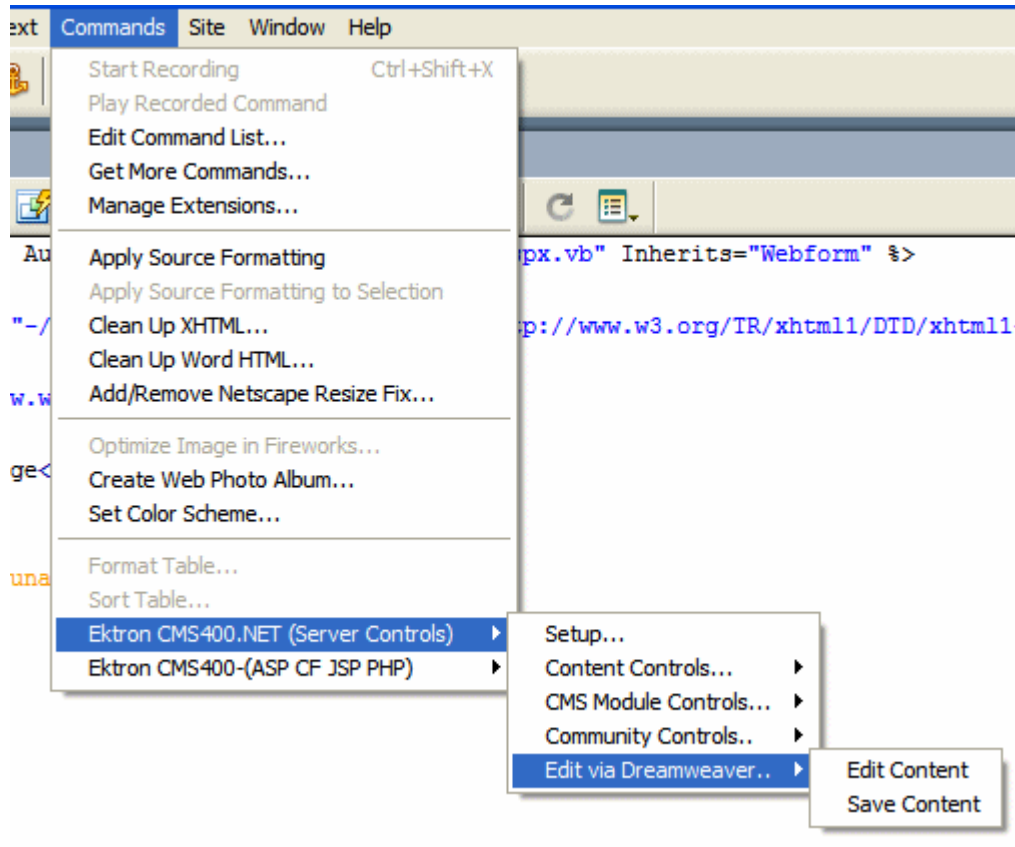 ext Commands Site Window Help
Start Recording Ctrl+Shift+X
Play Recorded Command
Edit Command List...
Get More Commands...
Manage Extensions...
Au px.vb" Inherits="Webform" %>
Apply Source Formatting
Apply Source Formatting to Selection
"-/ p://www.w3.org/TR/xhtml1/DTD/xhtml1
Clean Up XHTML...
Clean Up Word HTML...
Add/Remove Netscape Resize Fix...
w.w
Optimize Image in Fireworks...
ge<
Create Web Photo Album...
Set Color Scheme...
Format Table...
una
Sort Table...
Ektron CMS400.NET (Server Controls)
Ektron CMS400-(ASP CF JSP PHP)
Setup...
Content Controls...
CMS Module Controls...
Community Controls..
Edit via Dreamweaver..
Edit Content
Save Content